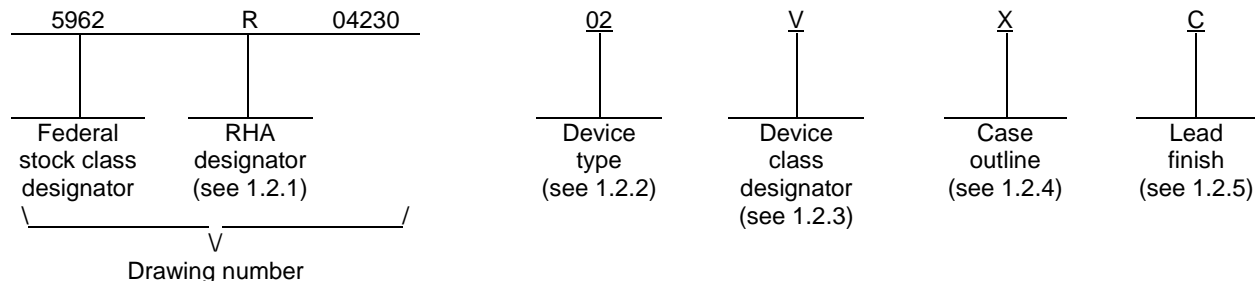 5962 R 04230 02 V X C
Federal stock class designator
RHA designator (see 1.2.1)
Device type (see 1.2.2)
Device class designator (see 1.2.3)
Case outline (see 1.2.4)
Lead finish (see 1.2.5)
\ /
\/
Drawing number